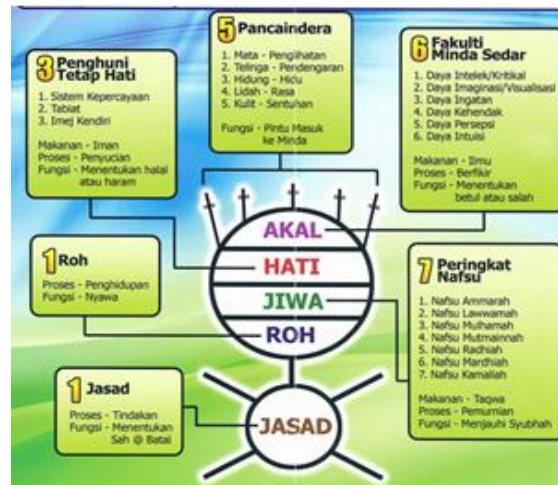 5 Pancaindera
1. Mata - Penglihatan
2. Telinga - Pendengaran
3. Hidung - Hidu
4. Lidah - Rasa
5. Kulit - Sentuhan
Fungsi - Pintu Masuk
ke Minda
3 Penghuni
Tetap Hati
1. Sistem Kepercayaan
2. Tabiat
3. Imej Kendiri
Makanan - Iman
Proses - Penyucian
Fungsi - Menentukan halal
atau haram
6 Fakulti
Minda Sedar
1. Daya Intelek/Kritikal
2. Daya Imaginasi/Visualisasi
3. Daya Ingatan
4. Daya Kehendak
5. Daya Persepsi
6. Daya Intuisi
Makanan - Ilmu
Proses - Berfikir
Fungsi - Menentukan
betul atau salah
AKAL
HATI
JIWA
ROH
1 Roh
Proses - Penghidupan
Fungsi - Nyawa
7 Peringkat
Nafsu
1. Nafsu Ammarah
2. Nafsu Lawwamah
3. Nafsu Mulhamah
4. Nafsu Mutmainnah
5. Nafsu Radhiah
6. Nafsu Mardhiah
7. Nafsu Kamallah
Makanan - Taqwa
Proses - Pemurnian
Fungsi - Menjauhi Syubhah
1 Jasad
Proses - Tindakan
Fungsi - Menentukan
Sah @ Batal
JASAD